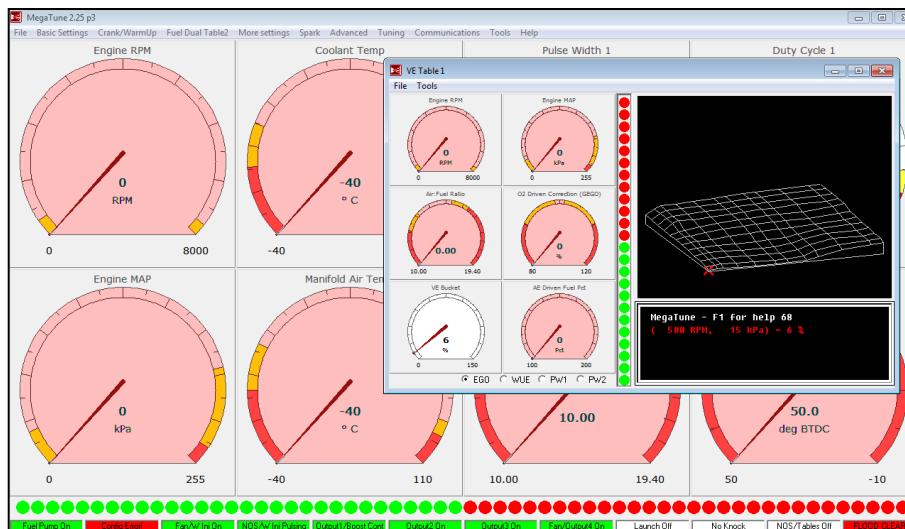 MegaTune 2.25 p3
File Basic Settings Crank/WarmUp Fuel Dual Table2 More settings Spark Advanced Tuning Communications Tools Help
Engine RPM
0
RPM
0 8000
Coolant Temp
-40
° C
-40
Pulse Width 1
Duty Cycle 1
VE Table 1
File Tools
Engine RPM
0
RPM
0 8000
Engine MAP
0
kPa
0 255
Air:Fuel Ratio
0.00
10.00 19.40
O2 Driven Correction (GEGO)
0
%
80 120
VE Bucket
6
%
0 150
AE Driven Fuel Pct
0
Pct
100 200
EGO WUE PW1 PW2
MegaTune - F1 for help 68
( 500 RPM, 15 kPa) = 6 %
Engine MAP
0
kPa
0 255
Manifold Air Tem
-40
° C
-40 110
10.00
10.00 19.40
50.0
deg BTDC
50 -10
Fuel Pump On Config Error! Fan/W Inj On NOS/W Inj Pulsing Output1/Boost Cont Output2 On Output3 On Fan/Output4 On Launch Off No Knock NOS/Tables Off FLOOD CLEAR